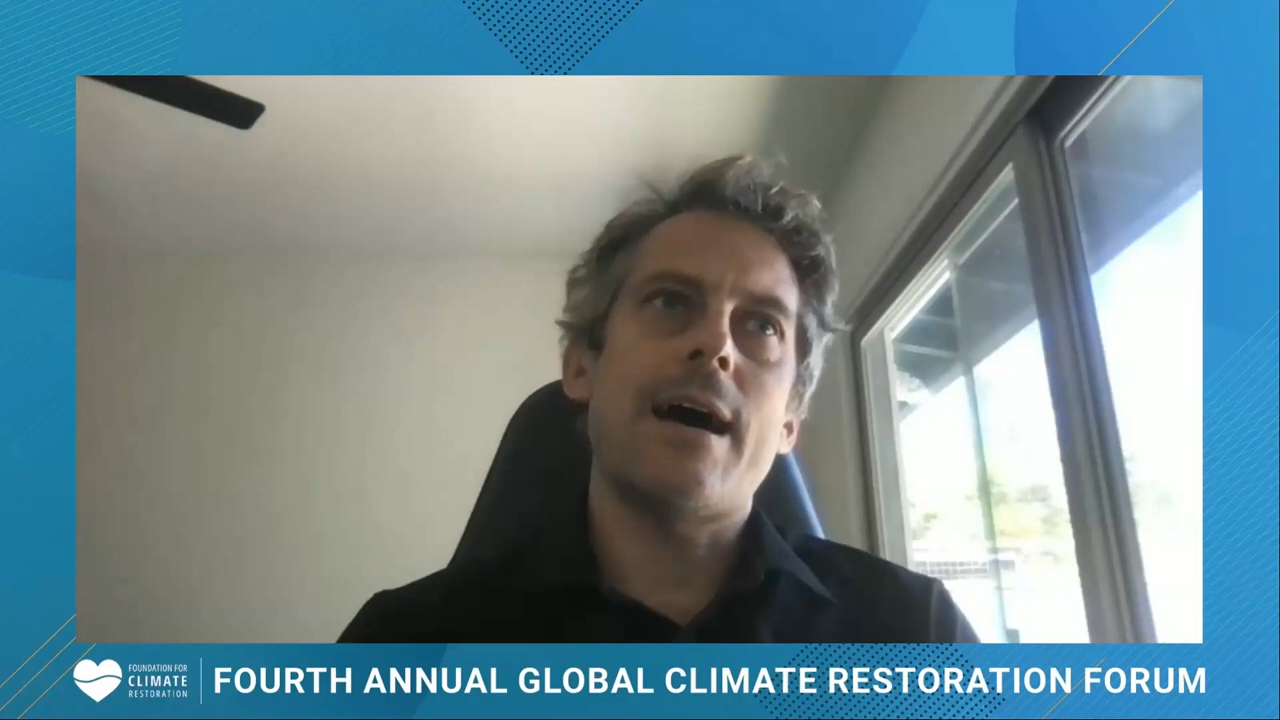 FOUNDATION FOR
CLIMATE
RESTORATION
FOURTH ANNUAL GLOBAL CLIMATE RESTORATION FORUM